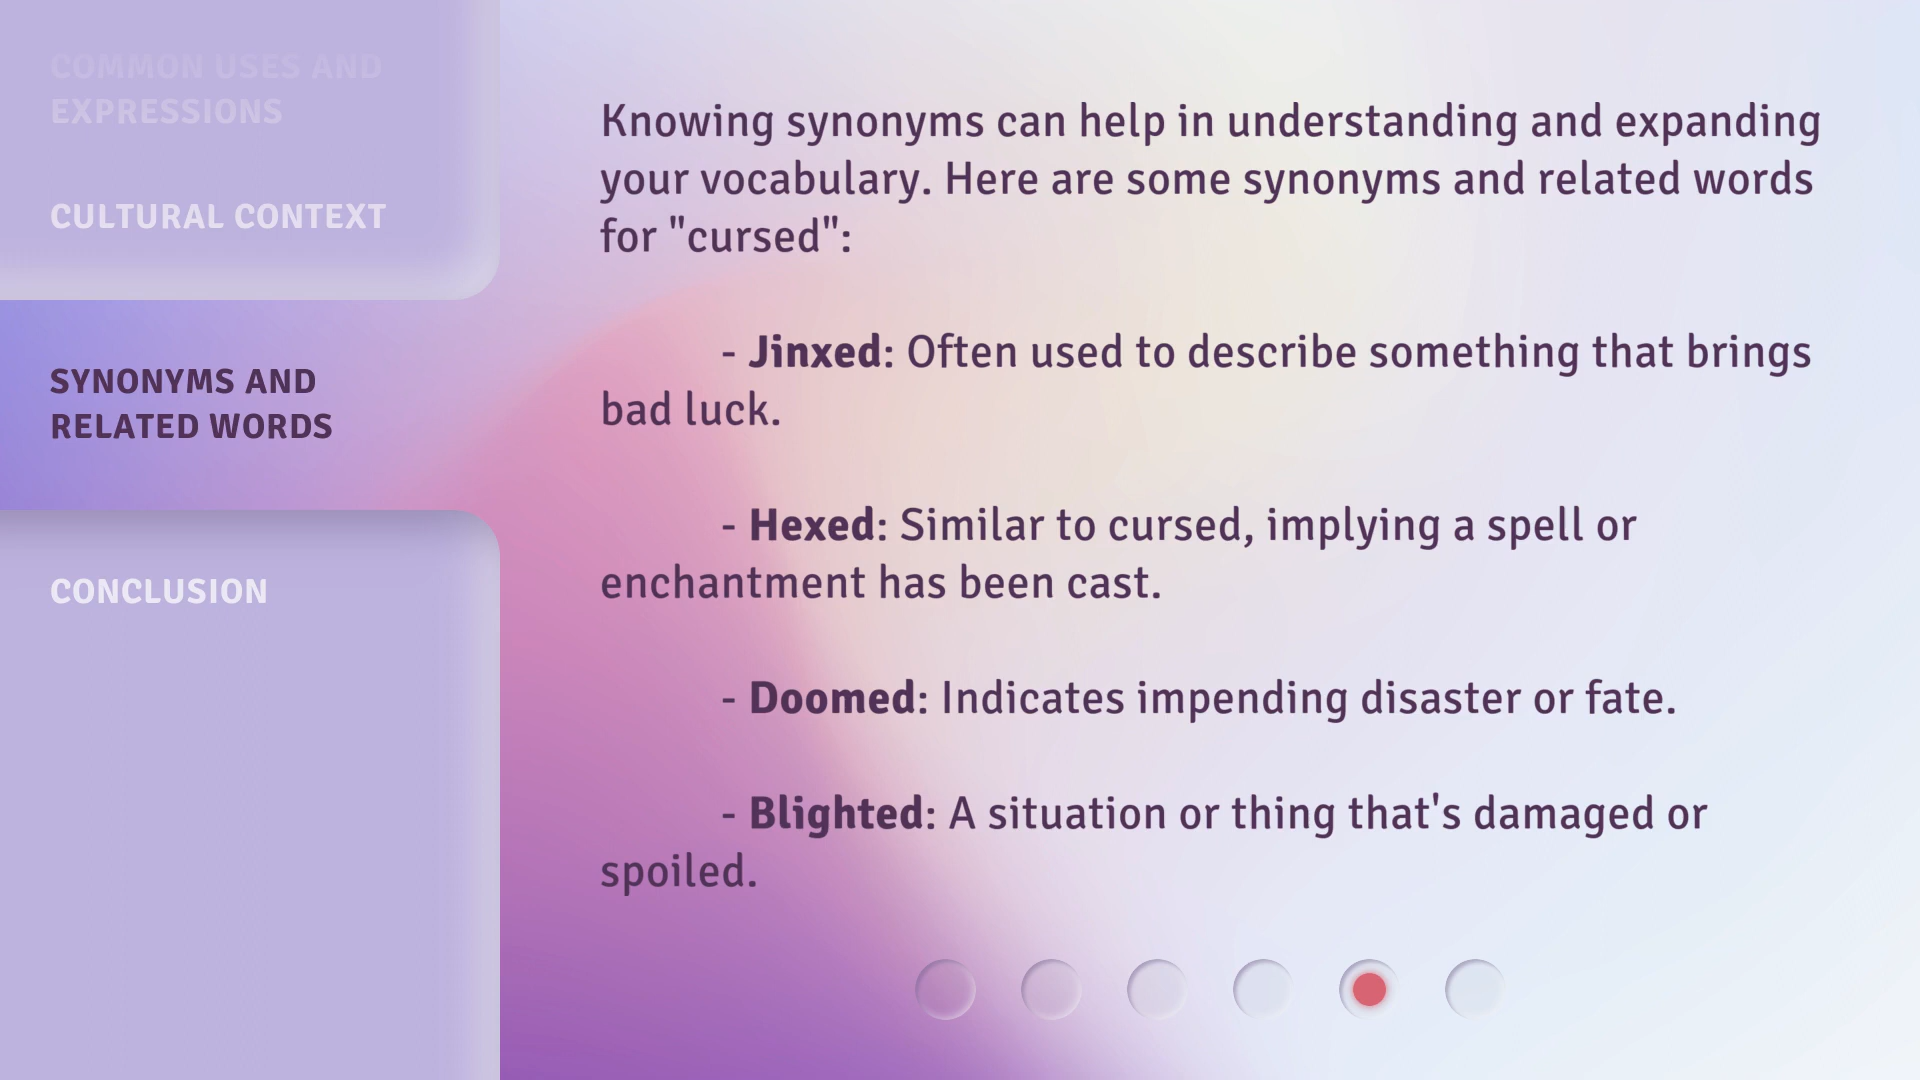 COMMON USES AND
EXPRESSIONS
CULTURAL CONTEXT
SYNONYMS AND
RELATED WORDS
CONCLUSION
Knowing synonyms can help in understanding and expanding
your vocabulary. Here are some synonyms and related words
for "cursed":
- Jinxed: Often used to describe something that brings
bad luck.
- Hexed: Similar to cursed, implying a spell or
enchantment has been cast.
- Doomed: Indicates impending disaster or fate.
- Blighted: A situation or thing that's damaged or
spoiled.